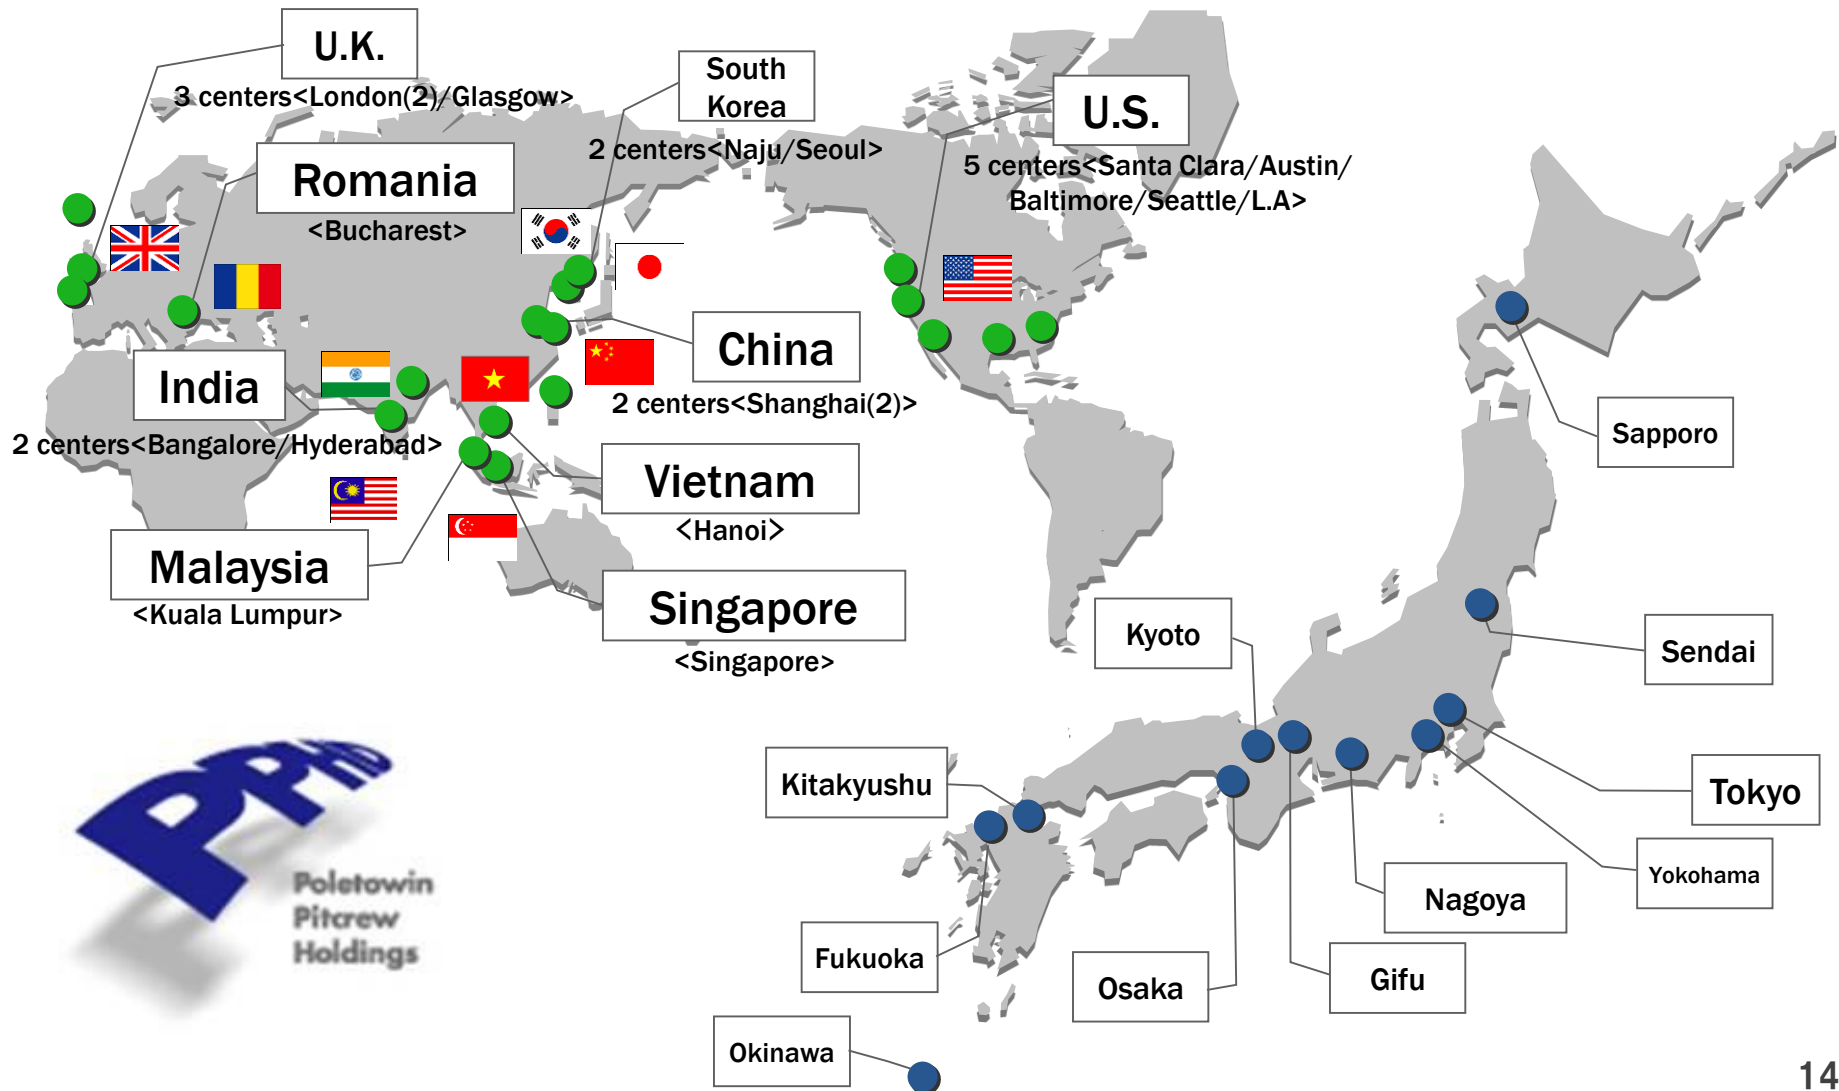 U.K.
3 centers<London(2)/Glasgow>
South
Korea
2 centers<Naju/Seoul>
U.S.
5 centers<Santa Clara/Austin/
Baltimore/Seattle/L.A>
Romania
<Bucharest>
China
2 centers<Shanghai(2)>
India
2 centers<Bangalore/Hyderabad>
Vietnam
<Hanoi>
Malaysia
<Kuala Lumpur>
Singapore
<Singapore>
Sapporo
Kyoto
Sendai
Kitakyushu
Tokyo
Yokohama
Nagoya
Fukuoka
Osaka
Gifu
Okinawa
PPHD
Poletowin
Pitcrew
Holdings
14